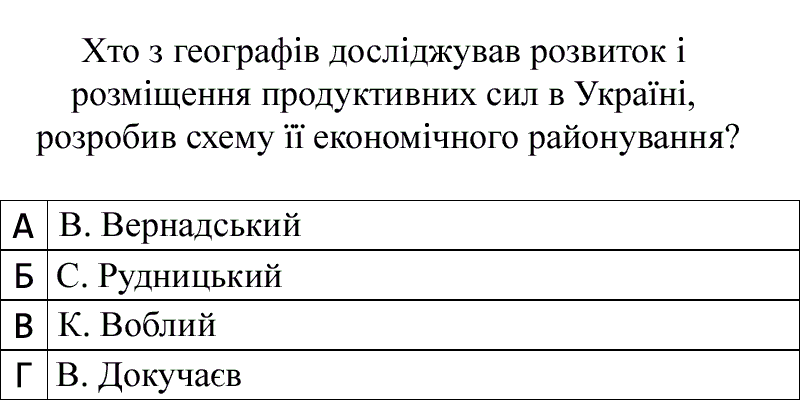 Хто з географів досліджував розвиток і
розміщення продуктивних сил в Україні,
розробив схему її економічного районування?
А В. Вернадський
Б С. Рудницький
В К. Воблий
Г В. Докучаєв